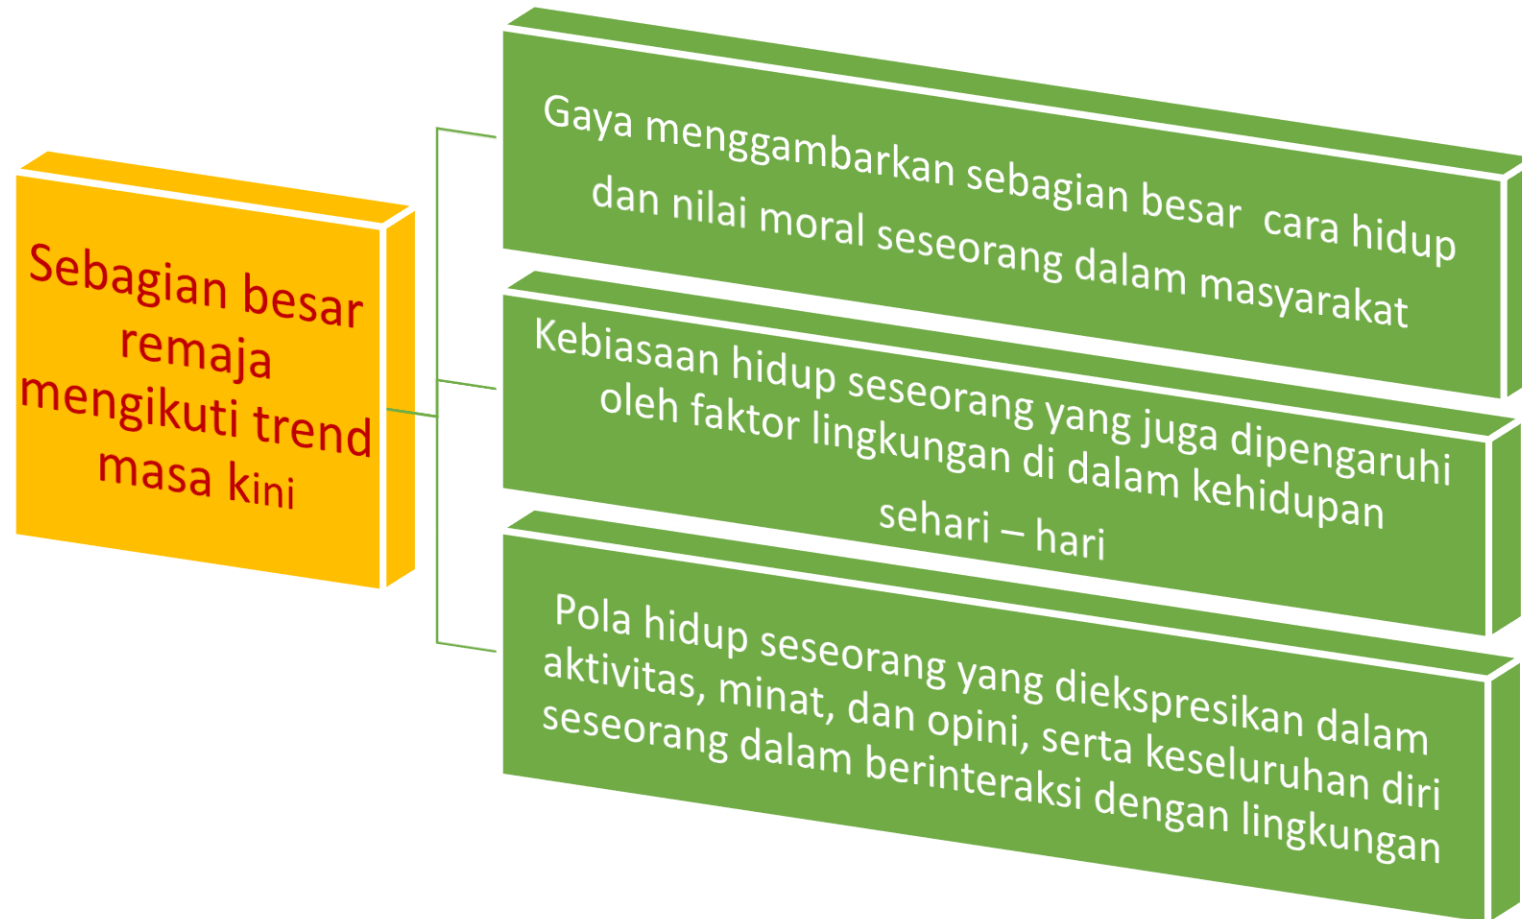 Sebagian besar
remaja
mengikuti trend
masa kini
Gaya menggambarkan sebagian besar cara hidup
dan nilai moral seseorang dalam masyarakat
Kebiasaan hidup seseorang yang juga dipengaruhi
oleh faktor lingkungan di dalam kehidupan
sehari – hari
Pola hidup seseorang yang diekspresikan dalam
aktivitas, minat, dan opini, serta keseluruhan diri
seseorang dalam berinteraksi dengan lingkungan